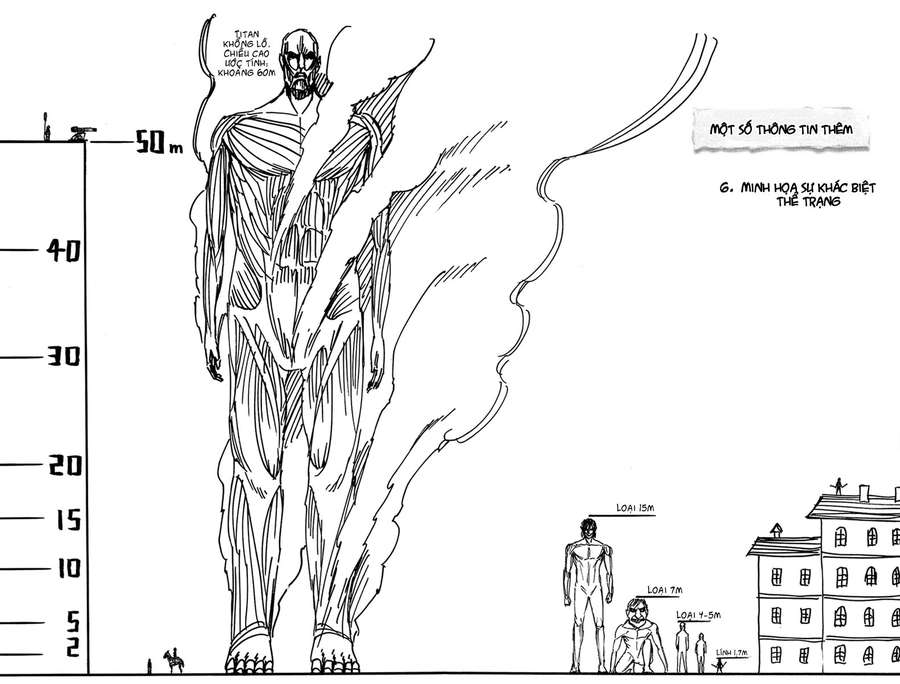 TITAN
KHỔNG LỒ.
CHIỀU CAO
ƯỚC TÍNH:
KHOẢNG 60M
MỘT SỐ THÔNG TIN THÊM
6. MINH HỌA SỰ KHÁC BIỆT
THỂ TRẠNG
50m
40
30
20
15
10
5
2
LOẠI 15M
LOẠI 7M
LOẠI 4-5M
LÍNH 1,7M